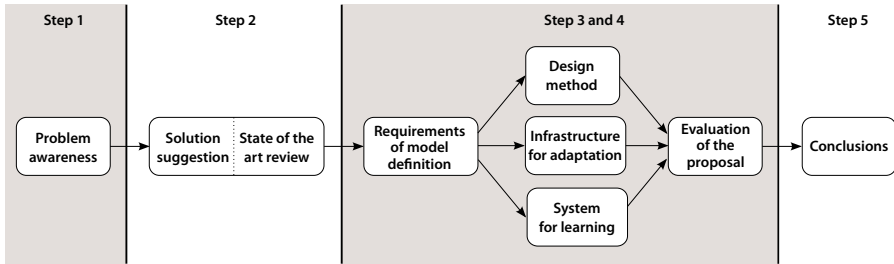 Step 1
Step 2
Step 3 and 4
Step 5
Problem
awareness
Solution
suggestion
State of the
art review
Requirements
of model
definition
Design
method
Infrastructure
for adaptation
System
for learning
Evaluation
of the
proposal
Conclusions